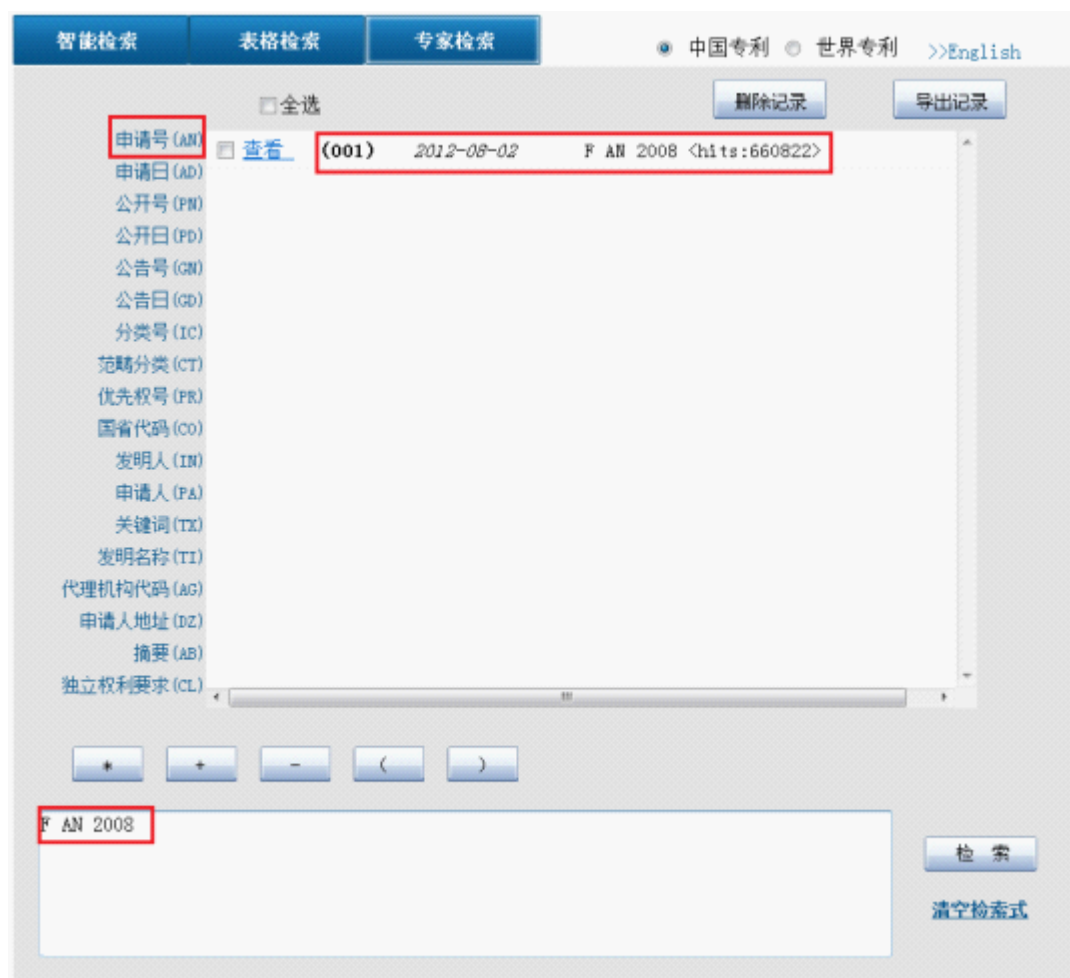 智能检索 表格检索 专家检索 中国专利 世界专利 >>English
全选 删除记录 导出记录
申请号(AN) 查看 (001) 2012-08-02 F AN 2008 <hits:660822>
申请日(AD)
公开号(PN)
公开日(PD)
公告号(GN)
公告日(GD)
分类号(IC)
范畴分类(CT)
优先权号(PR)
国省代码(CO)
发明人(IN)
申请人(PA)
关键词(TX)
发明名称(TI)
代理机构代码(AG)
申请人地址(DZ)
摘要(AB)
独立权利要求(CL)
* + - ( )
F AN 2008
检 索
清空检索式